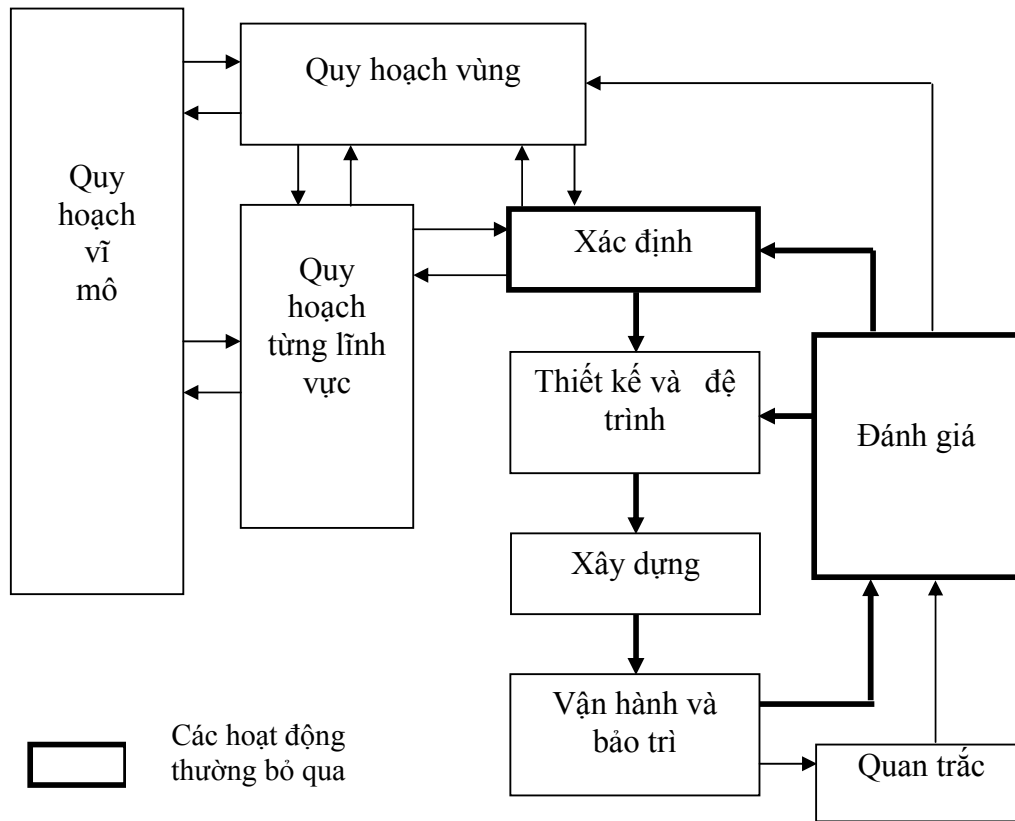 Quy hoạch vùng
Quy
hoạch
vĩ
mô
Quy
hoạch
từng lĩnh
vực
Xác định
Thiết kế và đệ
trình
Đánh giá
Xây dựng
Vận hành và
bảo trì
Quan trắc
Các hoạt động
thường bỏ qua